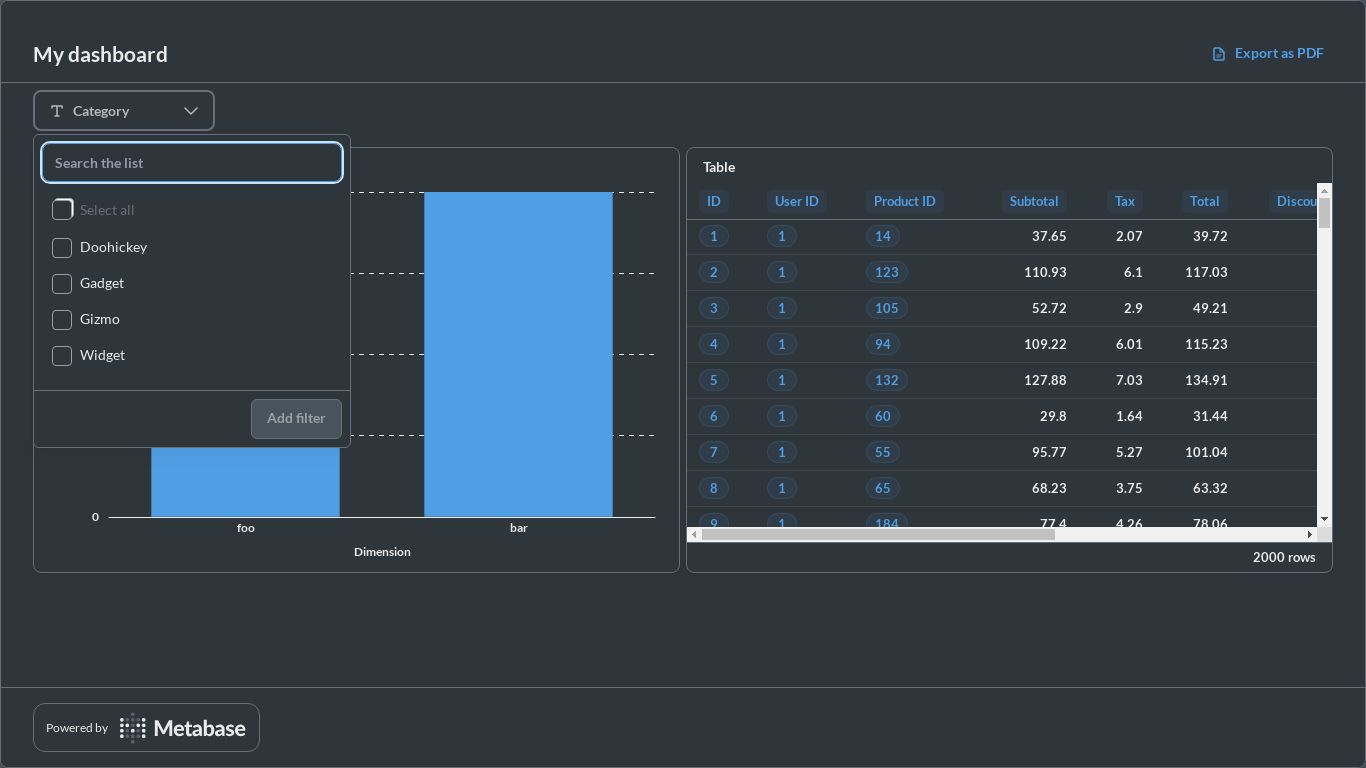 My dashboard
Export as PDF
Category
Search the list
Select all
Doohickey
Gadget
Gizmo
Widget
Add filter
0
foo
bar
Dimension
Table
ID User ID Product ID Subtotal Tax Total Discou
1 1 14 37.65 2.07 39.72
2 1 123 110.93 6.1 117.03
3 1 105 52.72 2.9 49.21
4 1 94 109.22 6.01 115.23
5 1 132 127.88 7.03 134.91
6 1 60 29.8 1.64 31.44
7 1 55 95.77 5.27 101.04
8 1 65 68.23 3.75 63.32
9 1 184 77.4 4.26 78.06
2000 rows
Powered by Metabase